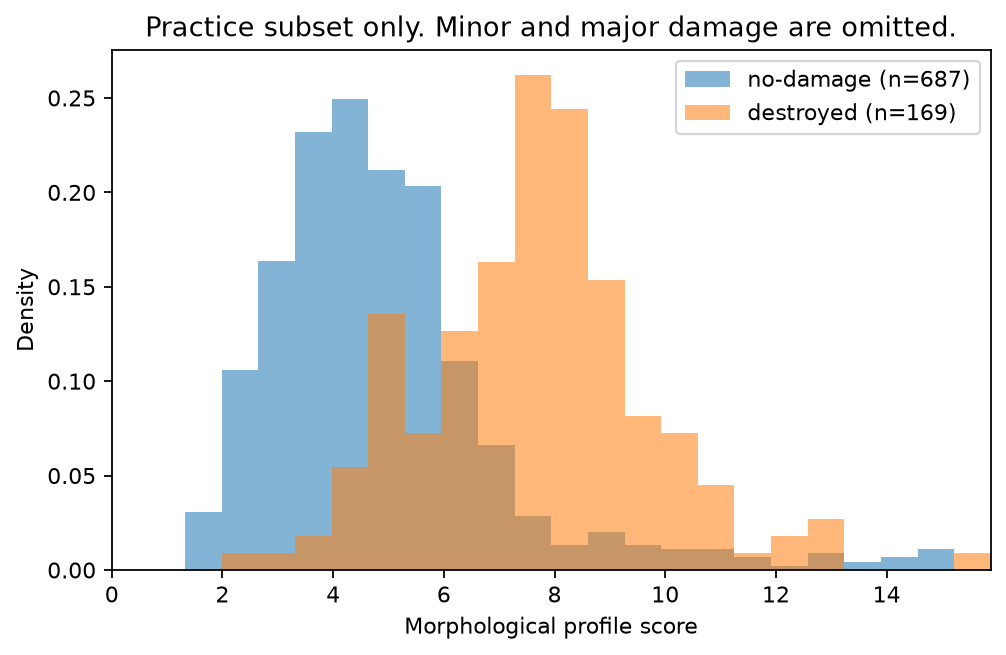 Practice subset only. Minor and major damage are omitted.
no-damage (n=687)
destroyed (n=169)
Density
0.25
0.20
0.15
0.10
0.05
0.00
0 2 4 6 8 10 12 14
Morphological profile score